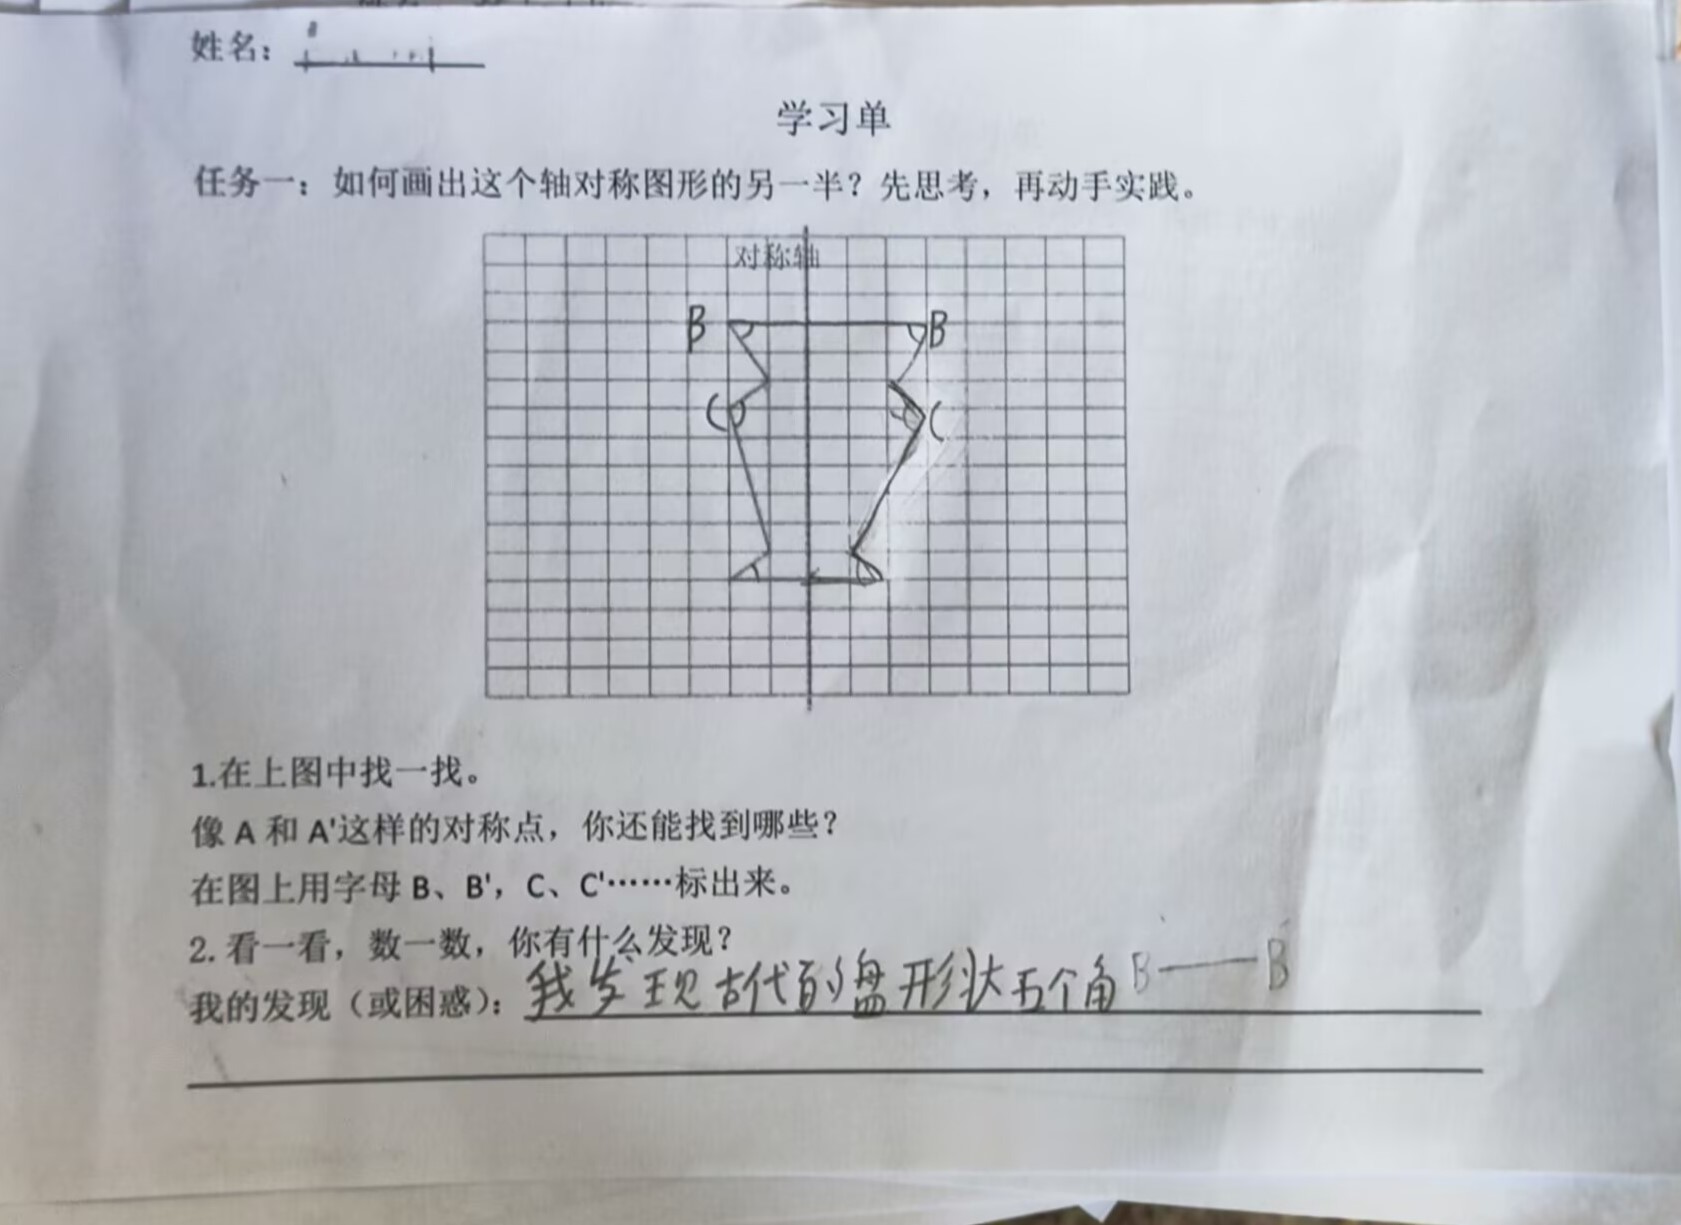 姓名：
学习单
任务一：如何画出这个轴对称图形的另一半？先思考，再动手实践。
对称轴
B B
C C
1.在上图中找一找。
像 A 和 A'这样的对称点，你还能找到哪些？
在图上用字母 B、B'，C、C'……标出来。
2. 看一看，数一数，你有什么发现？
我的发现（或困惑）：我发现古代的盘形状五个角B——B